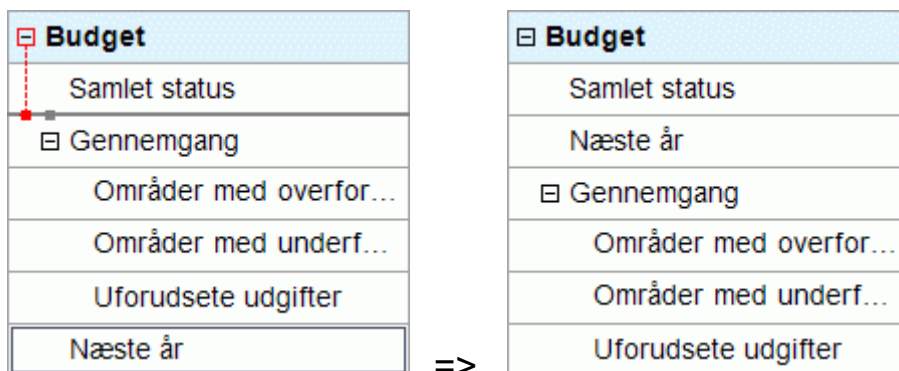 Budget
Samlet status
Gennemgang
Områder med overfor...
Områder med underf...
Uforudsete udgifter
Næste år
=>
Budget
Samlet status
Næste år
Gennemgang
Områder med overfor...
Områder med underf...
Uforudsete udgifter